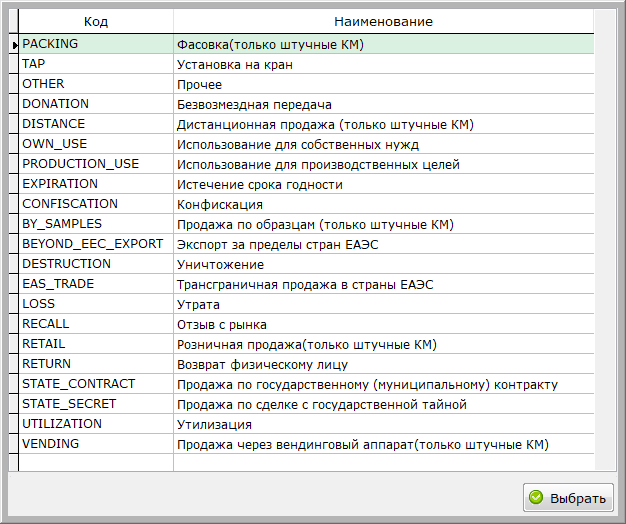 Код Наименование
PACKING Фасовка(только штучные КМ)
TAP Установка на кран
OTHER Прочее
DONATION Безвозмездная передача
DISTANCE Дистанционная продажа (только штучные КМ)
OWN_USE Использование для собственных нужд
PRODUCTION_USE Использование для производственных целей
EXPIRATION Истечение срока годности
CONFISCATION Конфискация
BY_SAMPLES Продажа по образцам (только штучные КМ)
BEYOND_EEC_EXPORT Экспорт за пределы стран ЕАЭС
DESTRUCTION Уничтожение
EAS_TRADE Трансграничная продажа в страны ЕАЭС
LOSS Утрата
RECALL Отзыв с рынка
RETAIL Розничная продажа(только штучные КМ)
RETURN Возврат физическому лицу
STATE_CONTRACT Продажа по государственному (муниципальному) контракту
STATE_SECRET Продажа по сделке с государственной тайной
UTILIZATION Утилизация
VENDING Продажа через вендинговый аппарат(только штучные КМ)
Выбрать